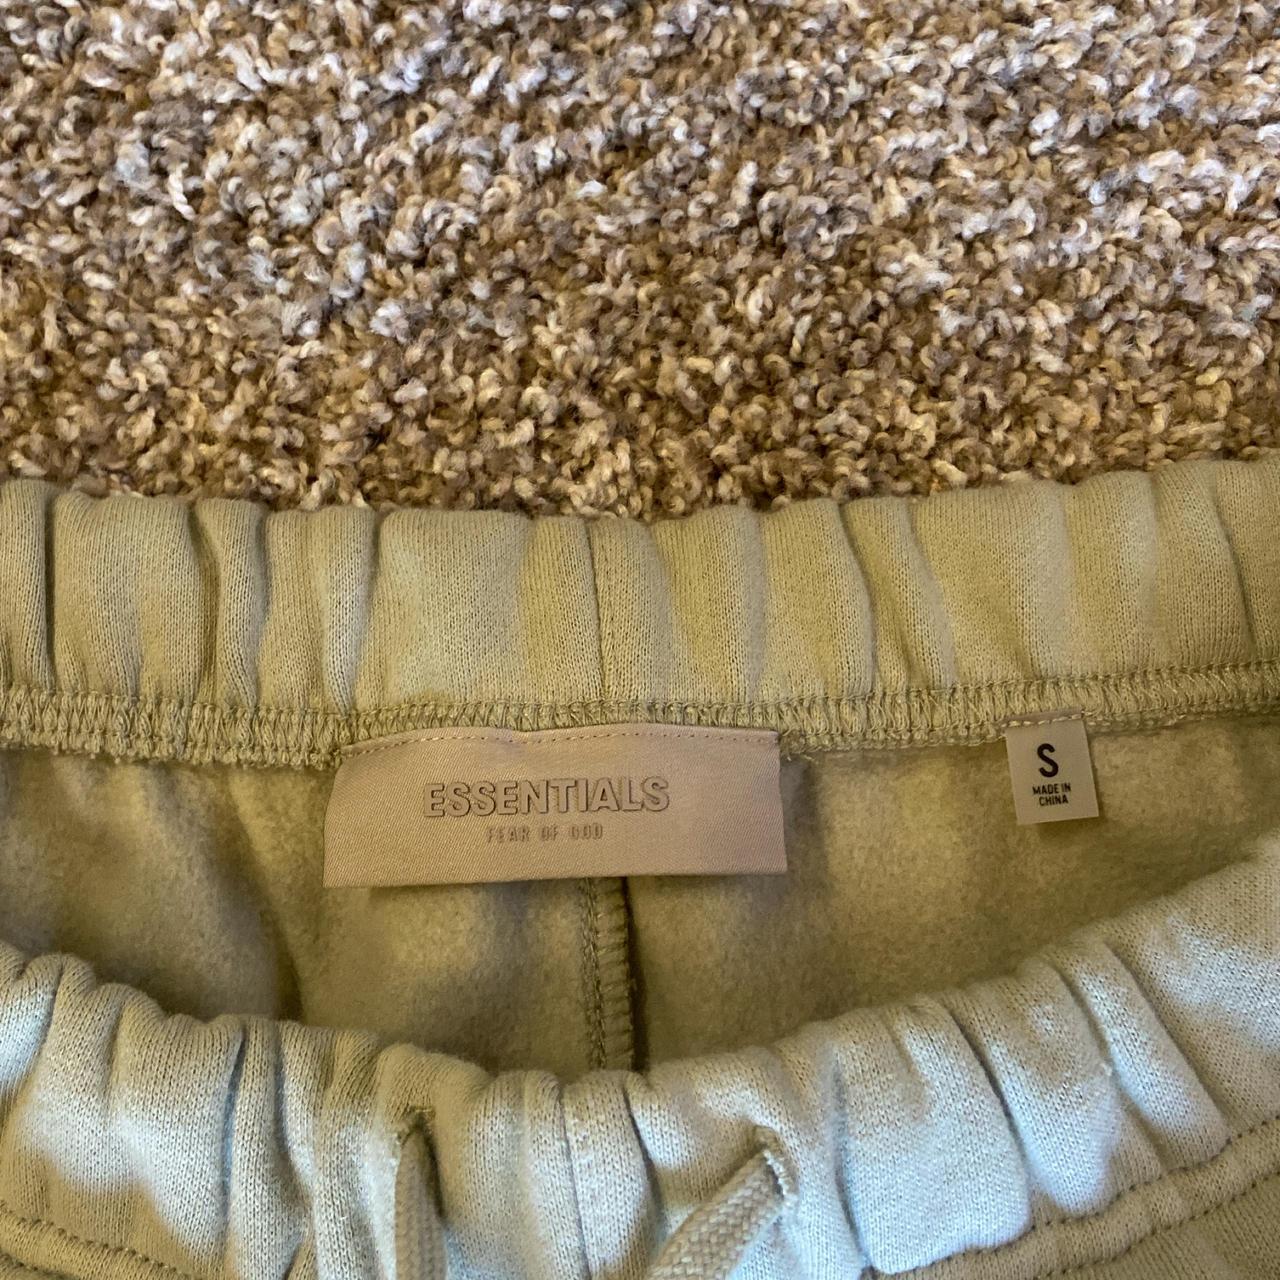 ESSENTIALS
FEAR OF GOD
S
MADE IN
CHINA